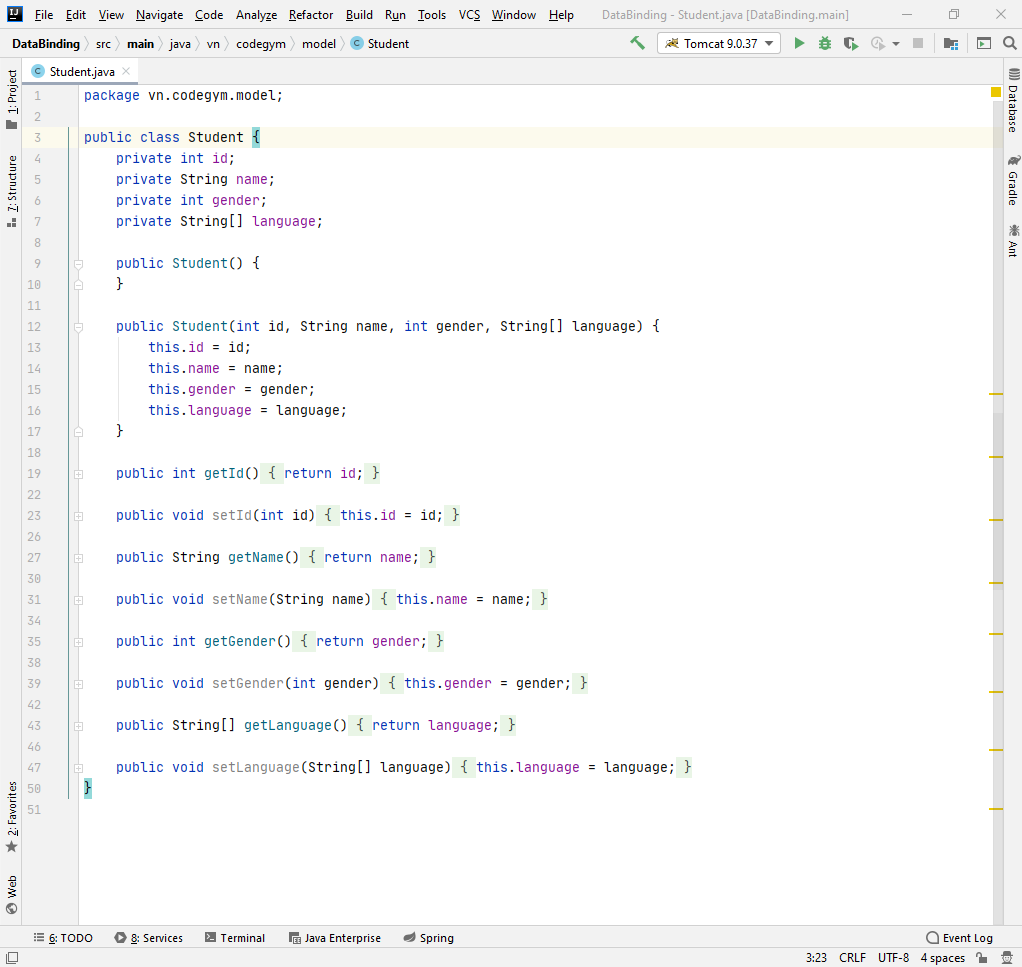 File Edit View Navigate Code Analyze Refactor Build Run Tools VCS Window Help DataBinding - Student.java [DataBinding.main]
DataBinding src main java vn codegym model C Student Tomcat 9.0.37
1: Project
7: Structure
2: Favorites
Web
C Student.java
1 package vn.codegym.model;
2
3 public class Student {
4 private int id;
5 private String name;
6 private int gender;
7 private String[] language;
8
9 public Student() {
10 }
11
12 public Student(int id, String name, int gender, String[] language) {
13 this.id = id;
14 this.name = name;
15 this.gender = gender;
16 this.language = language;
17 }
18
19 public int getId() { return id; }
22
23 public void setId(int id) { this.id = id; }
26
27 public String getName() { return name; }
30
31 public void setName(String name) { this.name = name; }
34
35 public int getGender() { return gender; }
38
39 public void setGender(int gender) { this.gender = gender; }
42
43 public String[] getLanguage() { return language; }
46
47 public void setLanguage(String[] language) { this.language = language; }
50 }
51
Database
Gradle
Ant
6: TODO 8: Services Terminal Java Enterprise Spring Event Log
3:23 CRLF UTF-8 4 spaces